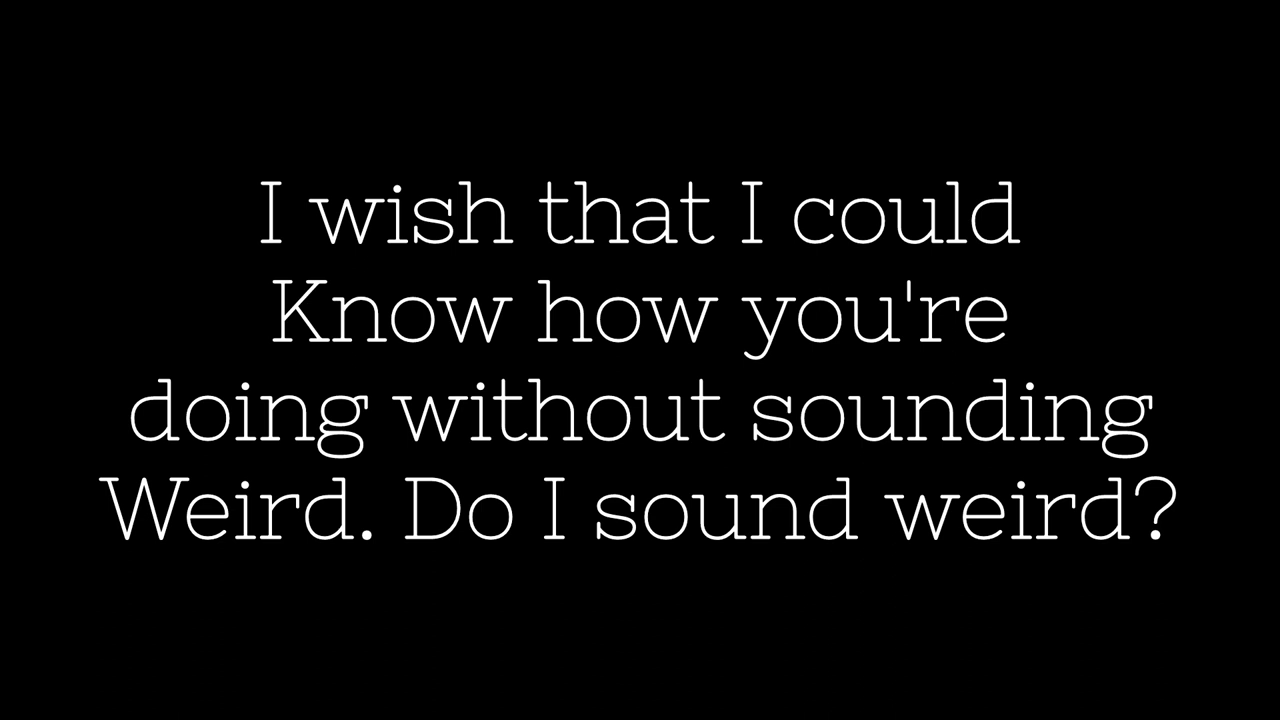 I wish that I could
Know how you're
doing without sounding
Weird. Do I sound weird?